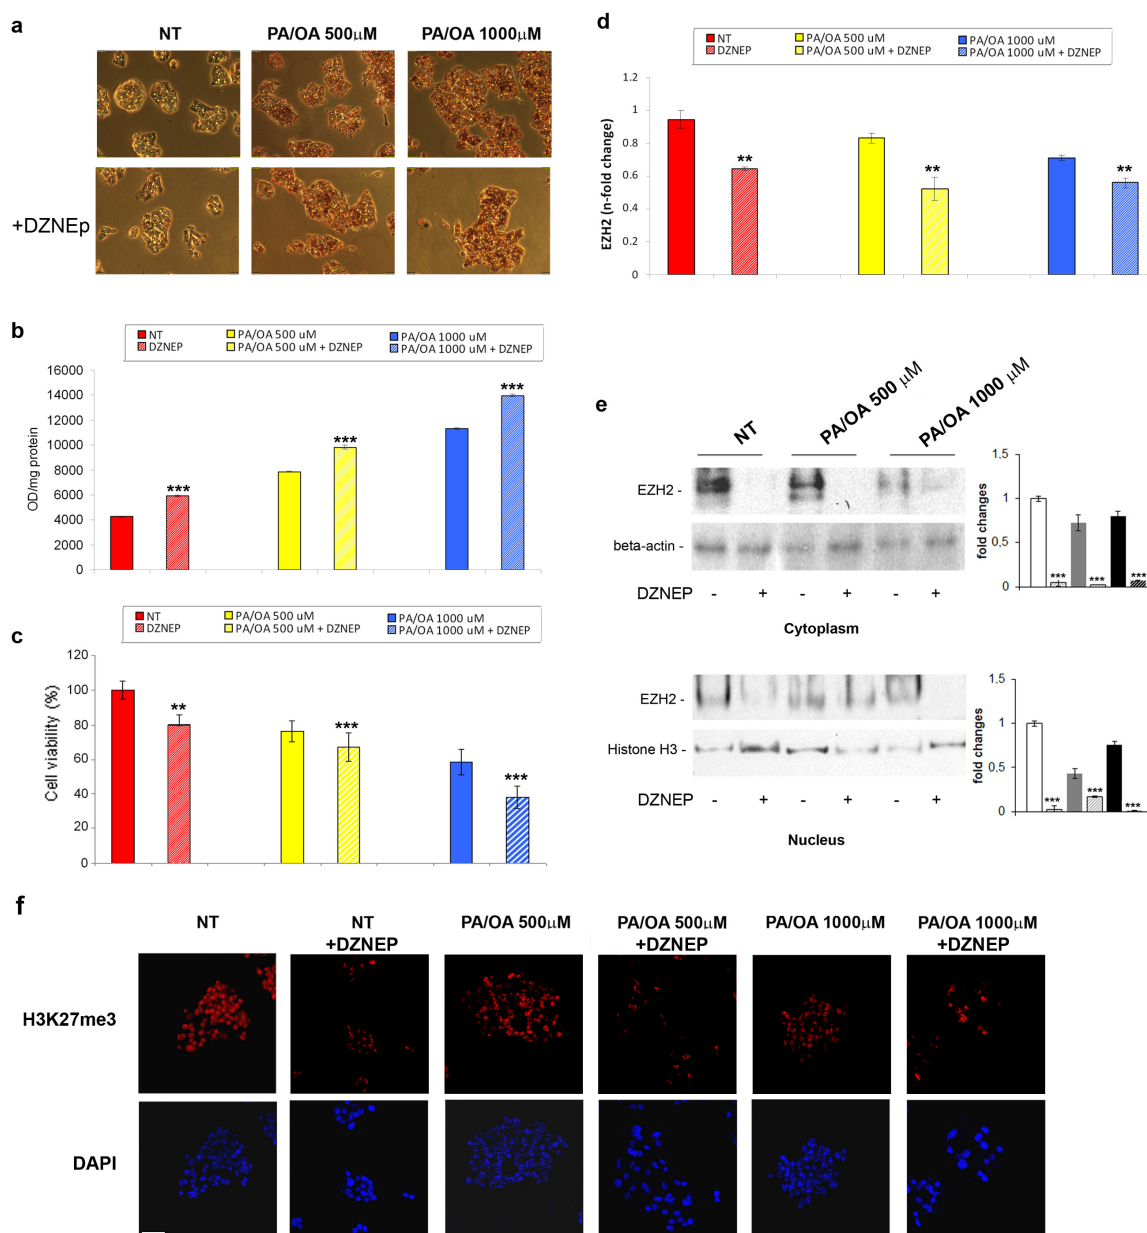 a
NT
PA/OA 500μM
PA/OA 1000μM
+DZNEp
b
NT
DZNEP
PA/OA 500 uM
PA/OA 500 uM + DZNEP
PA/OA 1000 uM
PA/OA 1000 uM + DZNEP
OD/mg protein
16000
14000
12000
10000
8000
6000
4000
2000
0
***
***
***
c
NT
DZNEP
PA/OA 500 uM
PA/OA 500 uM + DZNEP
PA/OA 1000 uM
PA/OA 1000 uM + DZNEP
Cell viability (%)
120
100
80
60
40
20
0
**
***
***
d
NT
DZNEP
PA/OA 500 uM
PA/OA 500 uM + DZNEP
PA/OA 1000 uM
PA/OA 1000 uM + DZNEP
EZH2 (n-fold change)
1.2
1
0.8
0.6
0.4
0.2
0
**
**
**
e
NT
PA/OA 500 μM
PA/OA 1000 μM
EZH2 -
beta-actin -
DZNEP - + - + - +
Cytoplasm
fold changes
1,5
1
0,5
0
***
***
***
EZH2 -
Histone H3 -
DZNEP - + - + - +
Nucleus
fold changes
1,5
1
0,5
0
***
***
***
f
NT
NT
+DZNEP
PA/OA 500μM
PA/OA 500μM
+DZNEP
PA/OA 1000μM
PA/OA 1000μM
+DZNEP
H3K27me3
DAPI